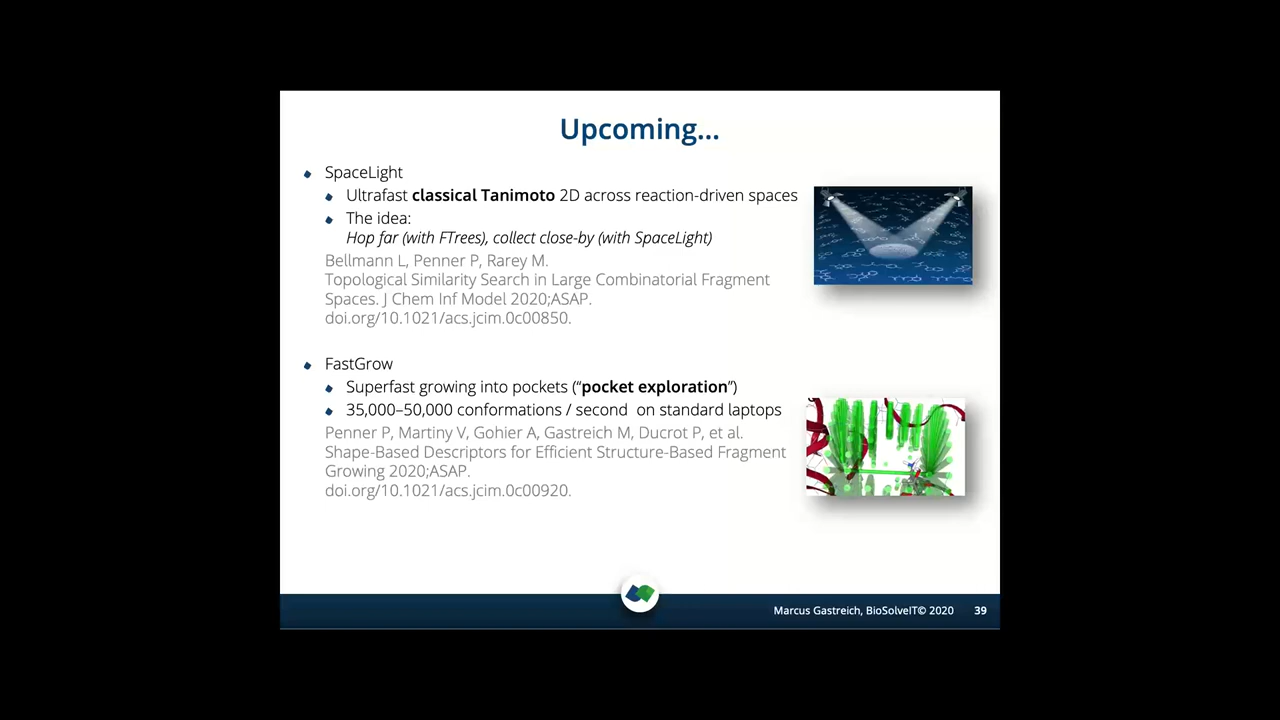 Upcoming...
SpaceLight
Ultrafast classical Tanimoto 2D across reaction-driven spaces
The idea:
Hop far (with FTrees), collect close-by (with SpaceLight)
Bellmann L, Penner P, Rarey M.
Topological Similarity Search in Large Combinatorial Fragment
Spaces. J Chem Inf Model 2020;ASAP.
doi.org/10.1021/acs.jcim.0c00850.
FastGrow
Superfast growing into pockets (“pocket exploration”)
35,000–50,000 conformations / second  on standard laptops
Penner P, Martiny V, Gohier A, Gastreich M, Ducrot P, et al.
Shape-Based Descriptors for Efficient Structure-Based Fragment
Growing 2020;ASAP.
doi.org/10.1021/acs.jcim.0c00920.
Marcus Gastreich, BioSolveIT© 2020 39